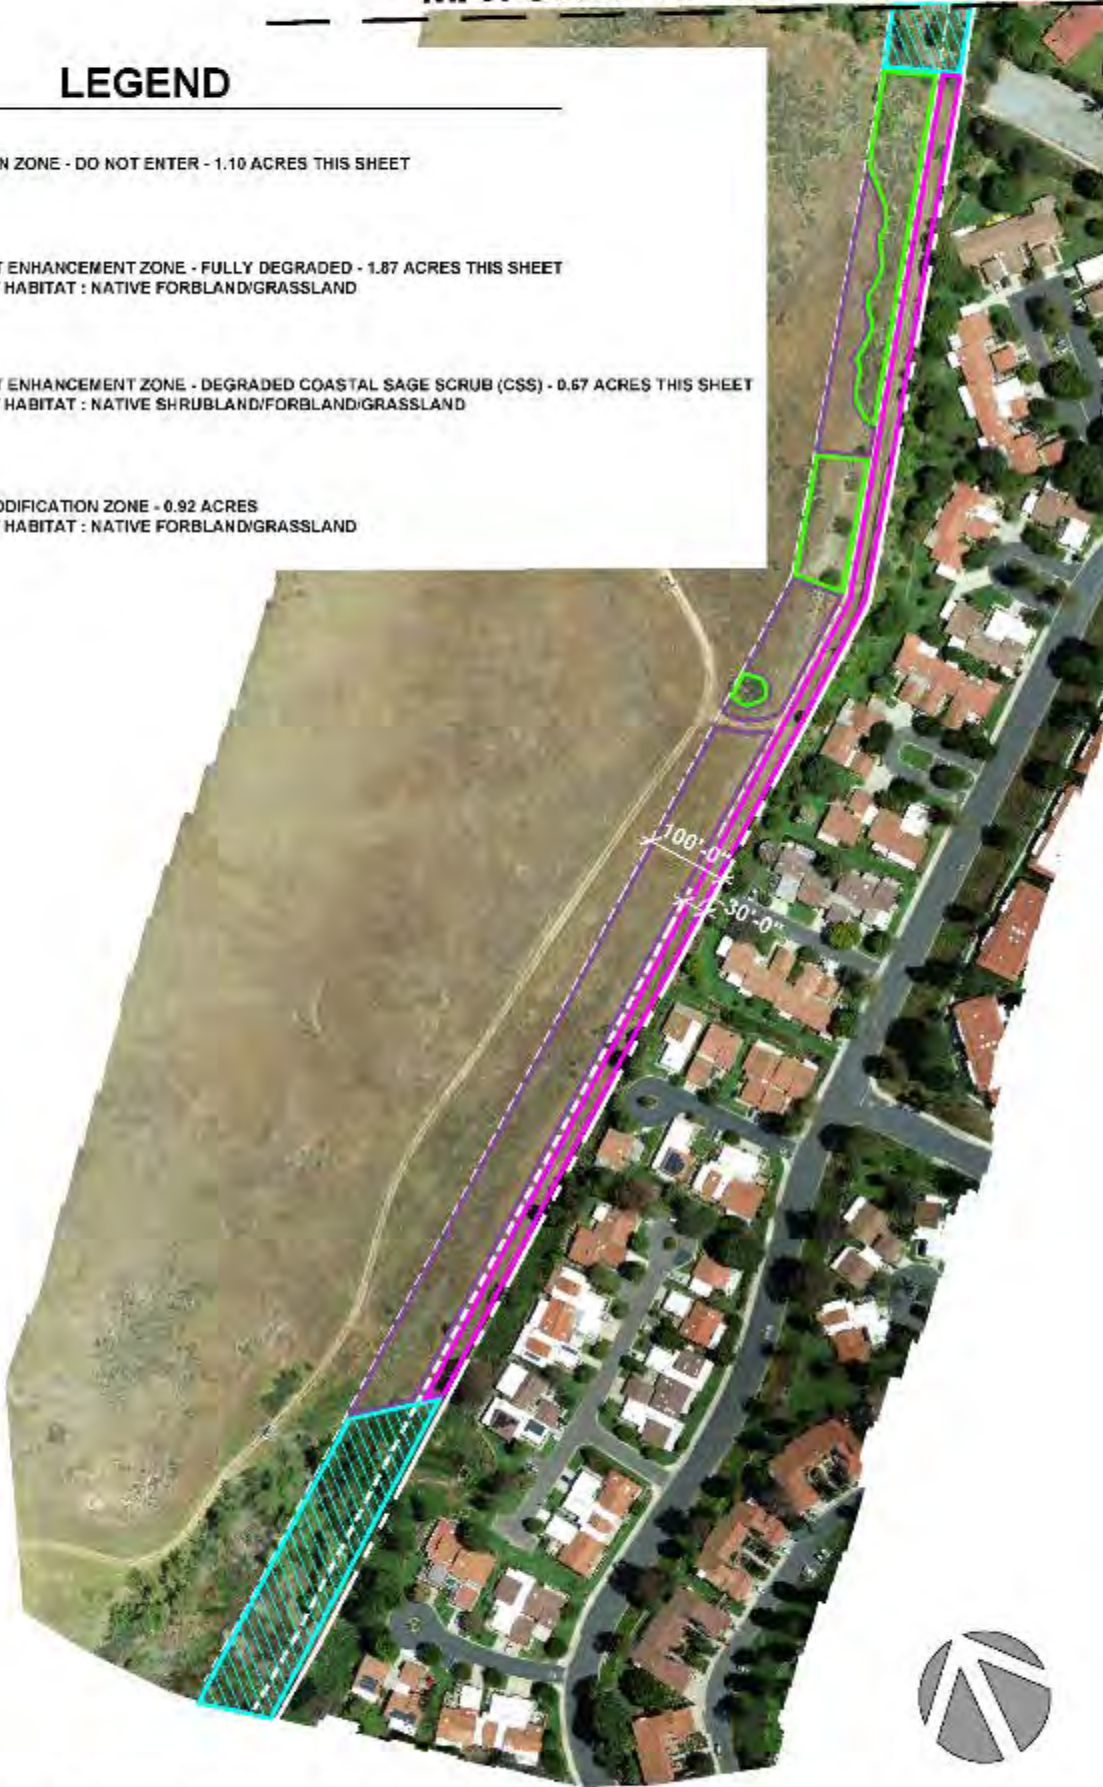 LEGEND
N ZONE - DO NOT ENTER - 1.10 ACRES THIS SHEET
T ENHANCEMENT ZONE - FULLY DEGRADED - 1.87 ACRES THIS SHEET
HABITAT : NATIVE FORBLAND/GRASSLAND
T ENHANCEMENT ZONE - DEGRADED COASTAL SAGE SCRUB (CSS) - 0.67 ACRES THIS SHEET
HABITAT : NATIVE SHRUBLAND/FORBLAND/GRASSLAND
ODIFICATION ZONE - 0.92 ACRES
HABITAT : NATIVE FORBLAND/GRASSLAND
100'-0"
30'-0"